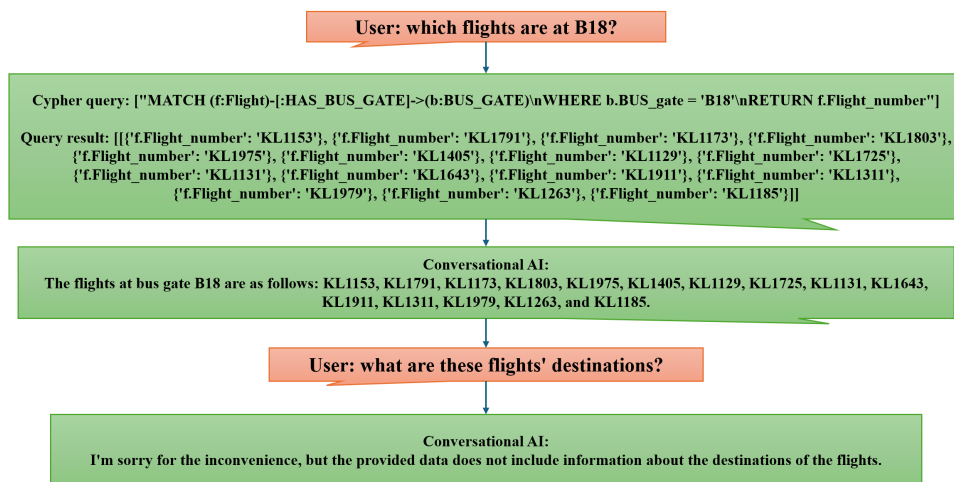 User: which flights are at B18?
Cypher query: ["MATCH (f:Flight)-[:HAS_BUS_GATE]->(b:BUS_GATE)\nWHERE b.BUS_gate = 'B18'\nRETURN f.Flight_number"]
Query result: [[{'f.Flight_number': 'KL1153'}, {'f.Flight_number': 'KL1791'}, {'f.Flight_number': 'KL1173'}, {'f.Flight_number': 'KL1803'},
{'f.Flight_number': 'KL1975'}, {'f.Flight_number': 'KL1405'}, {'f.Flight_number': 'KL1129'}, {'f.Flight_number': 'KL1725'},
{'f.Flight_number': 'KL1131'}, {'f.Flight_number': 'KL1643'}, {'f.Flight_number': 'KL1911'}, {'f.Flight_number': 'KL1311'},
{'f.Flight_number': 'KL1979'}, {'f.Flight_number': 'KL1263'}, {'f.Flight_number': 'KL1185'}]]
Conversational AI:
The flights at bus gate B18 are as follows: KL1153, KL1791, KL1173, KL1803, KL1975, KL1405, KL1129, KL1725, KL1131, KL1643,
KL1911, KL1311, KL1979, KL1263, and KL1185.
User: what are these flights' destinations?
Conversational AI:
I'm sorry for the inconvenience, but the provided data does not include information about the destinations of the flights.